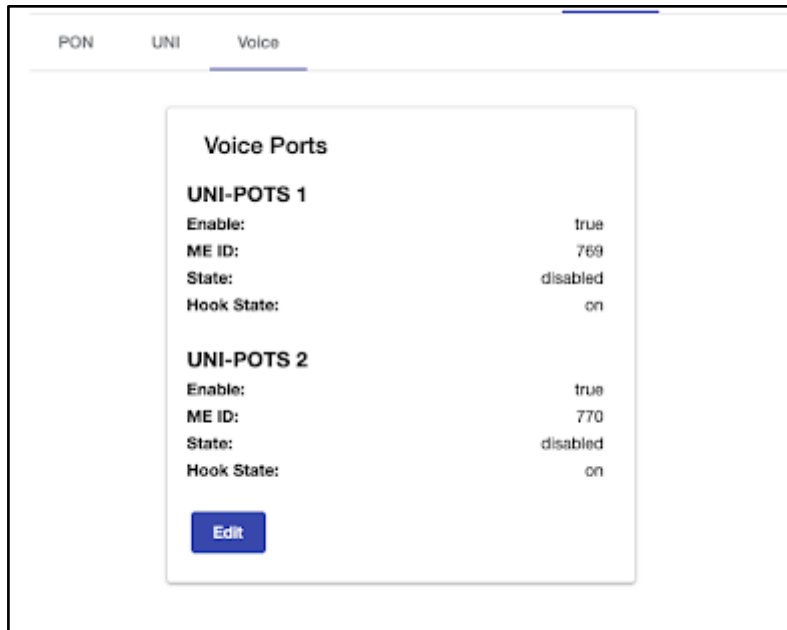 PON UNI Voice
Voice Ports
UNI-POTS 1
Enable: true
ME ID: 769
State: disabled
Hook State: on
UNI-POTS 2
Enable: true
ME ID: 770
State: disabled
Hook State: on
Edit